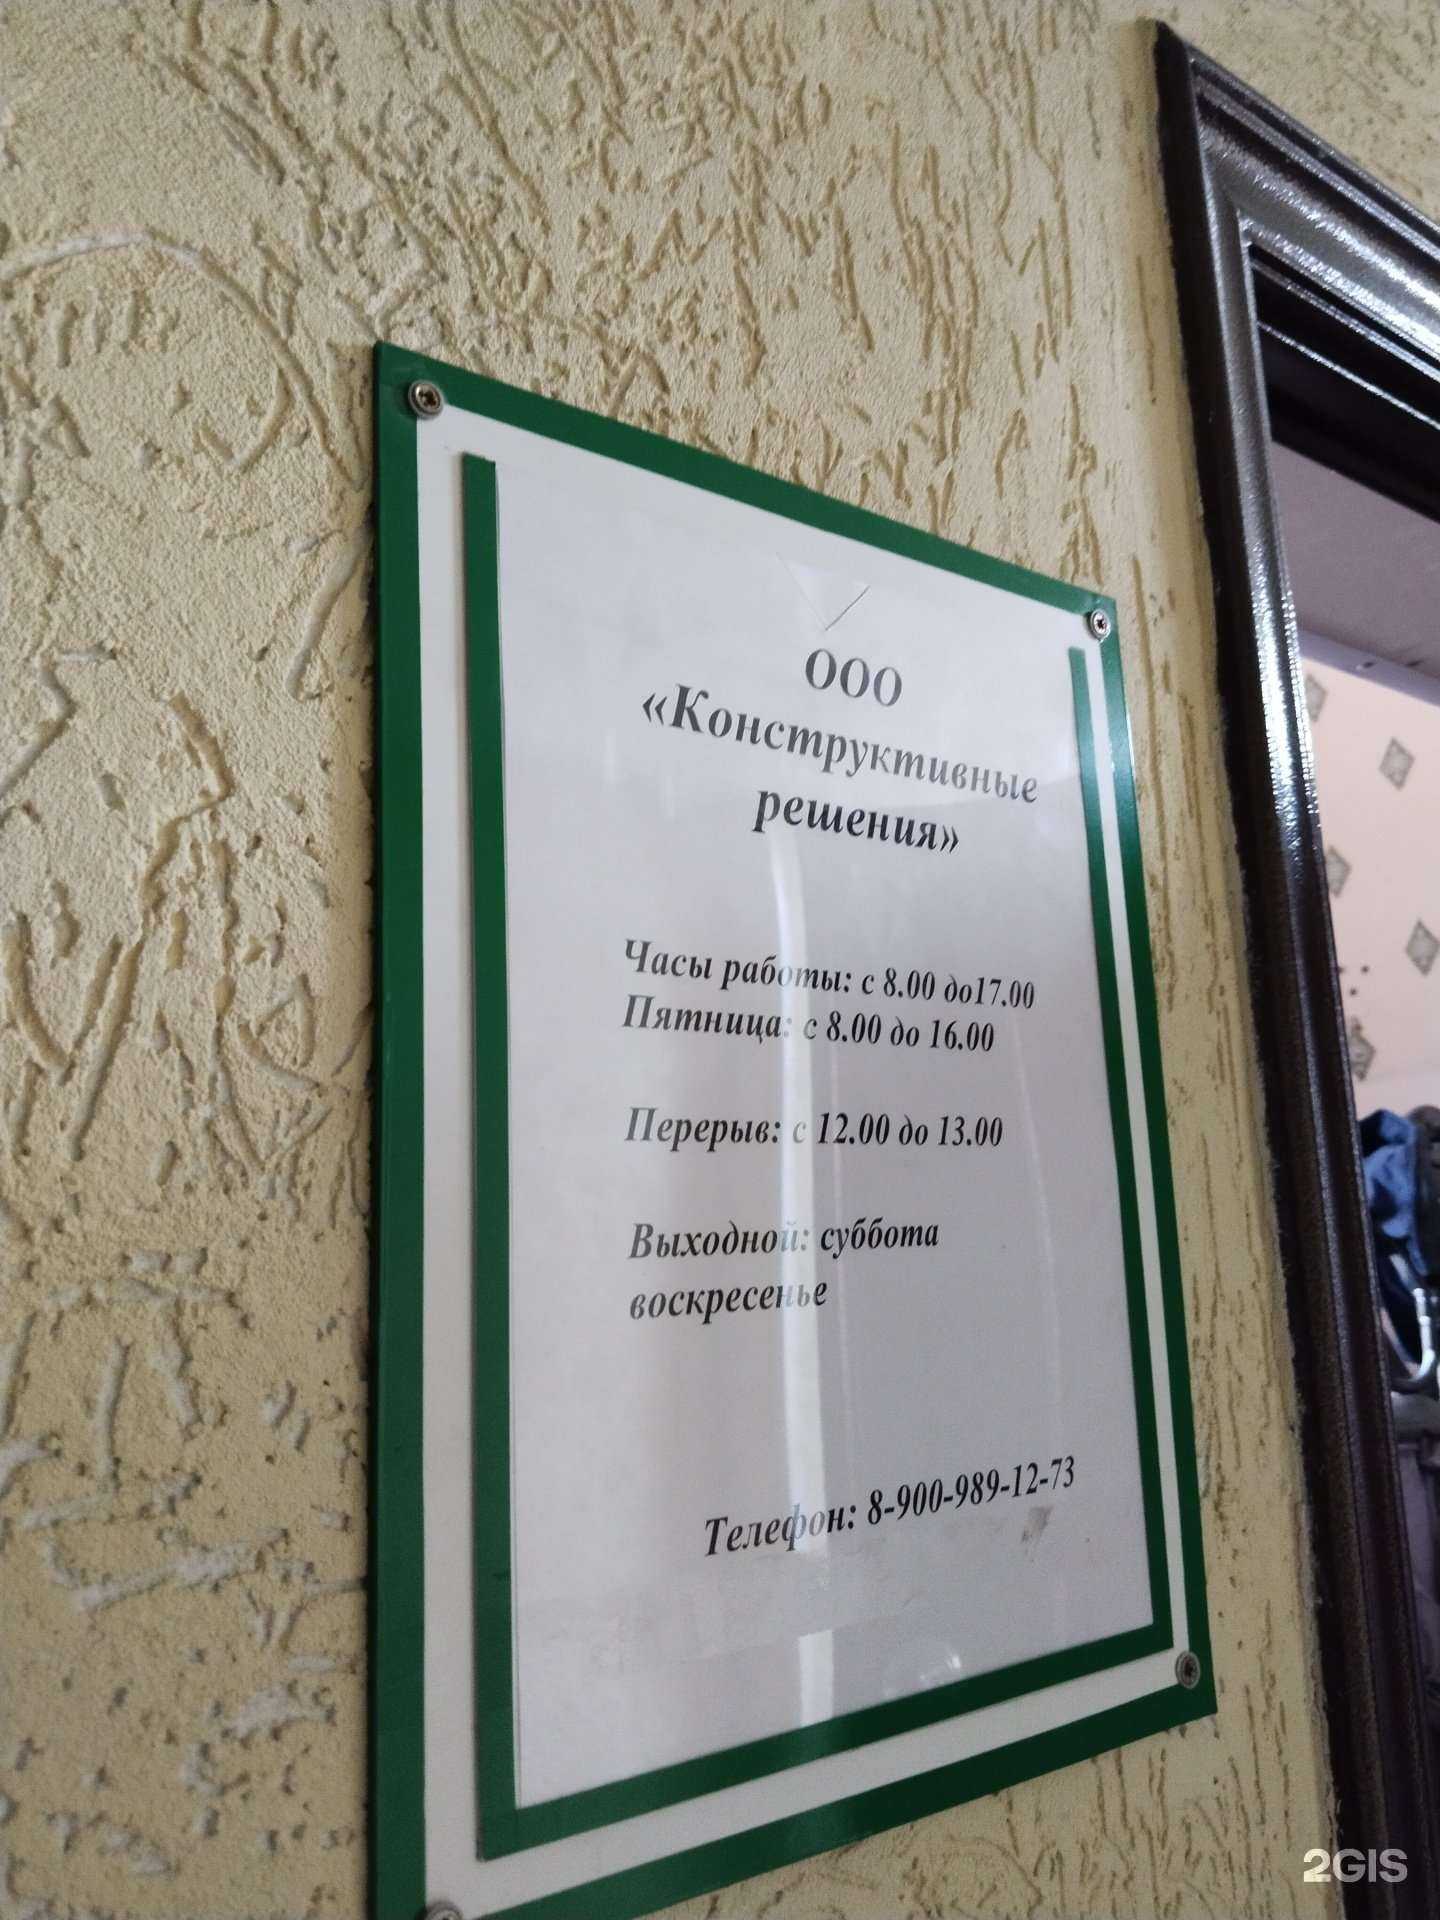 ООО
«Конструктивные
решения»
Часы работы: с 8.00 до17.00
Пятница: с 8.00 до 16.00
Перерыв: с 12.00 до 13.00
Выходной: суббота
воскресенье
Телефон: 8-900-989-12-73
2GIS